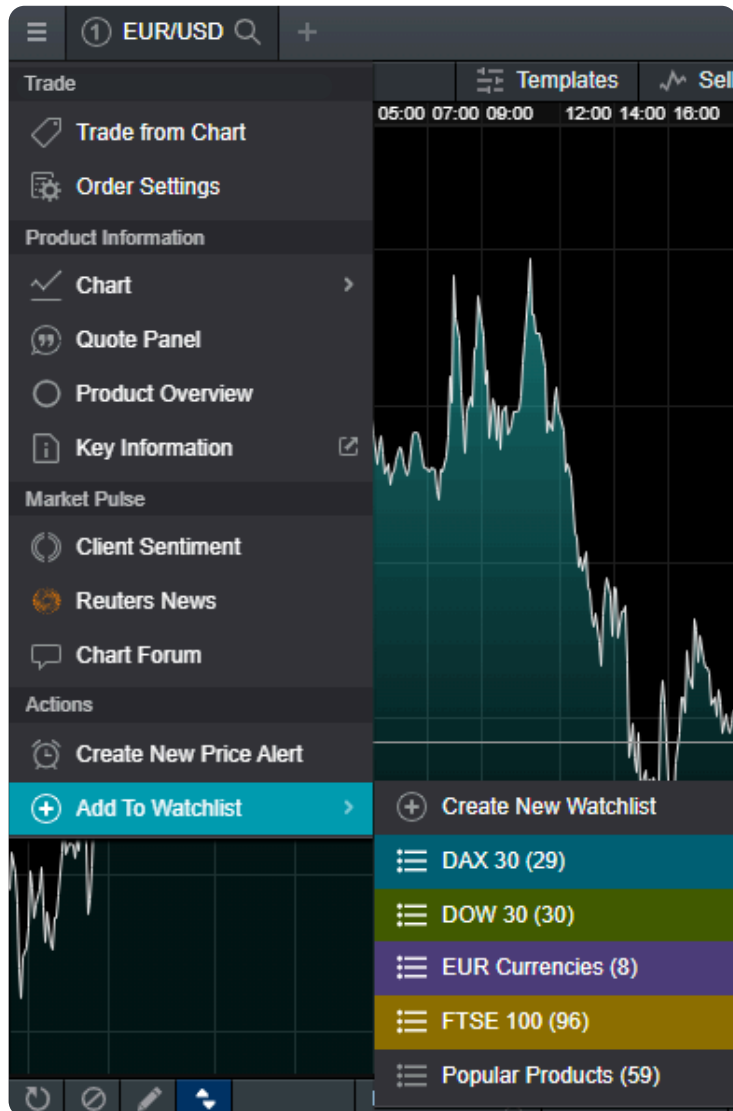 1 EUR/USD
Trade
Templates
Sell
Trade from Chart
05:00 07:00 09:00 12:00 14:00 16:00
Order Settings
Product Information
Chart
Quote Panel
Product Overview
Key Information
Market Pulse
Client Sentiment
Reuters News
Chart Forum
Actions
Create New Price Alert
Add To Watchlist
Create New Watchlist
DAX 30 (29)
DOW 30 (30)
EUR Currencies (8)
FTSE 100 (96)
Popular Products (59)